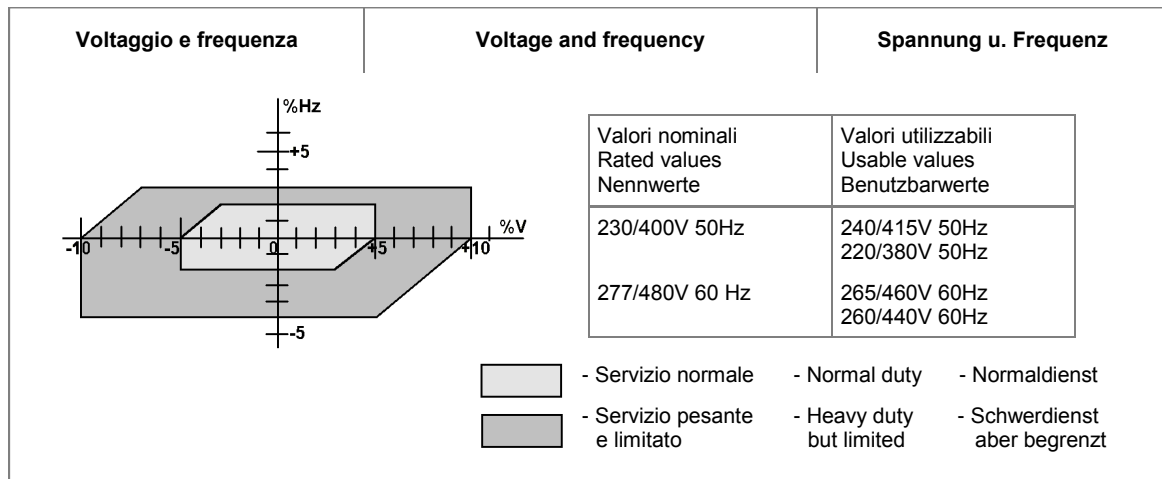 Voltaggio e frequenza
Voltage and frequency
Spannung u. Frequenz
%Hz
+5
%V
-10
-5
0
+5
+10
-5
Valori nominali
Rated values
Nennwerte
Valori utilizzabili
Usable values
Benutzbarwerte
230/400V 50Hz
240/415V 50Hz
220/380V 50Hz
277/480V 60 Hz
265/460V 60Hz
260/440V 60Hz
- Servizio normale
- Normal duty
- Normaldienst
- Servizio pesante
e limitato
- Heavy duty
but limited
- Schwerdienst
aber begrenzt